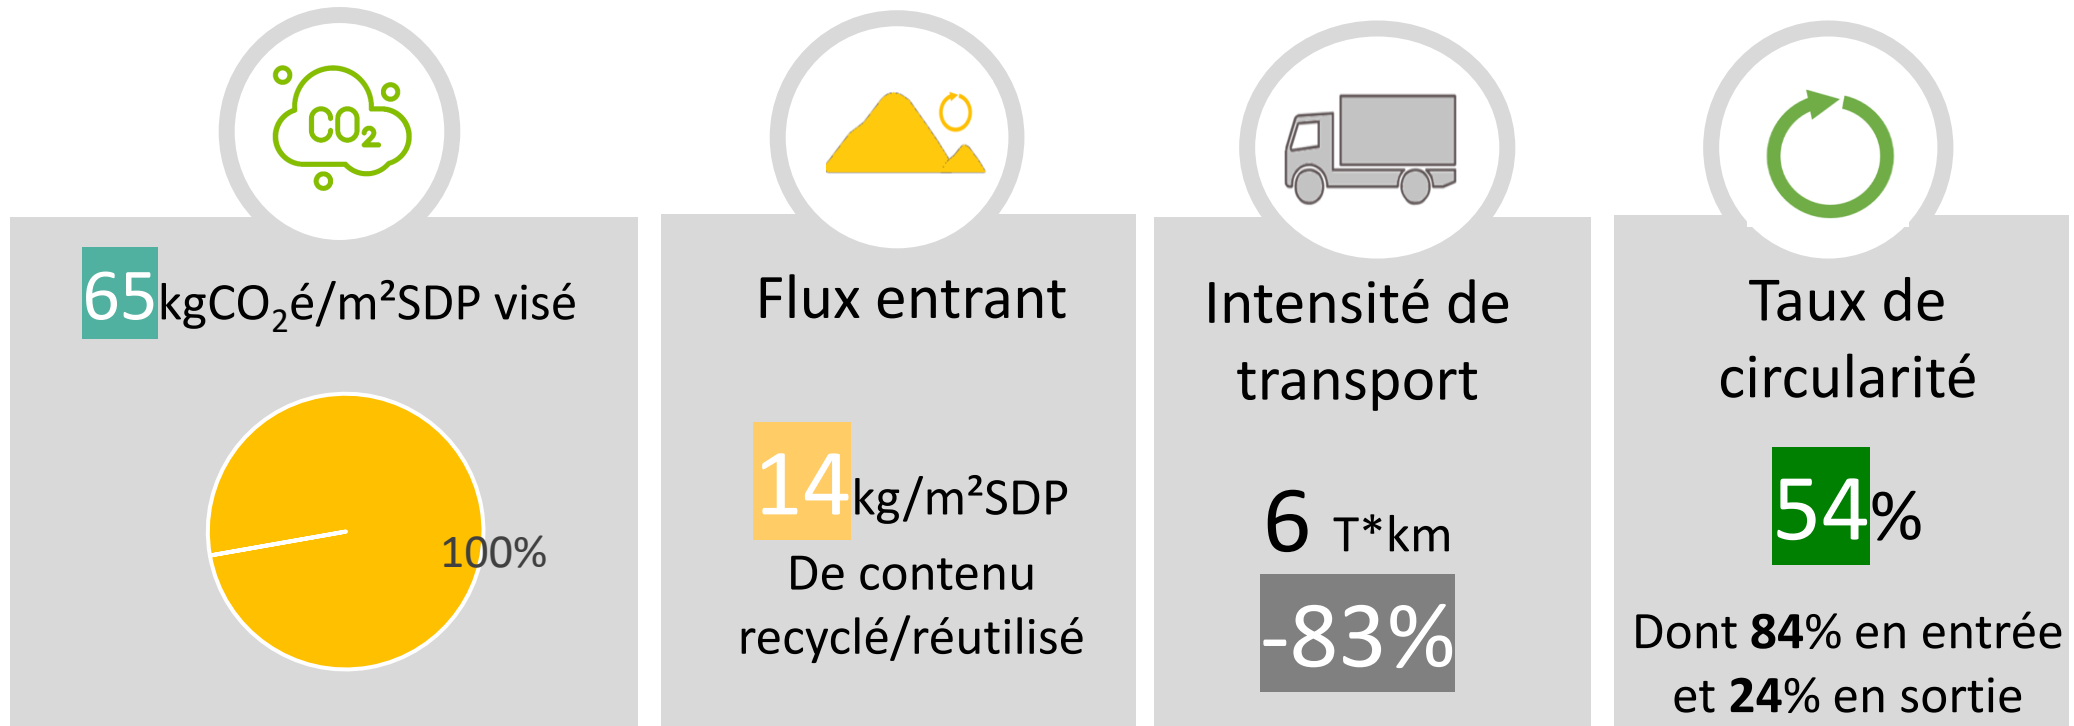 CO2
65kgCO₂é/m²SDP visé
100%
Flux entrant
14kg/m²SDP
De contenu
recyclé/réutilisé
Intensité de
transport
6 T*km
-83%
Taux de
circularité
54%
Dont 84% en entrée
et 24% en sortie